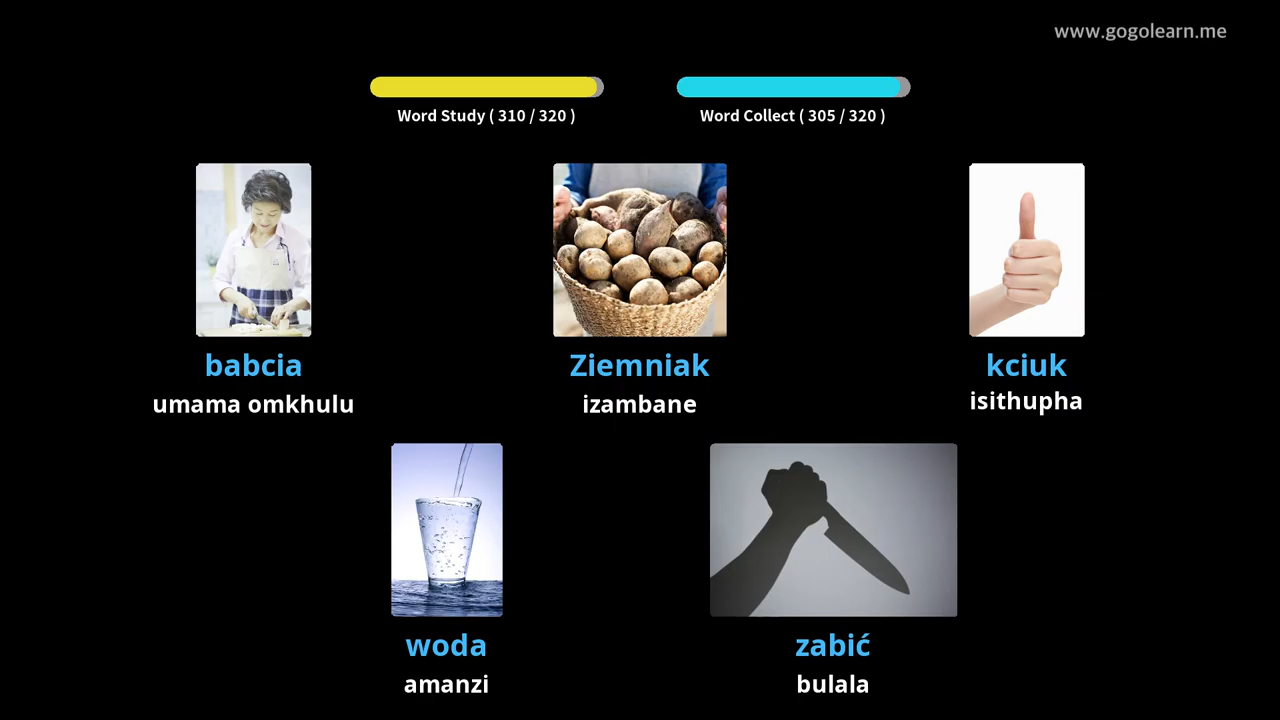 www.gogolearn.me
Word Study ( 310 / 320 )
Word Collect ( 305 / 320 )
babcia
umama omkhulu
Ziemniak
izambane
kciuk
isithupha
woda
amanzi
zabić
bulala